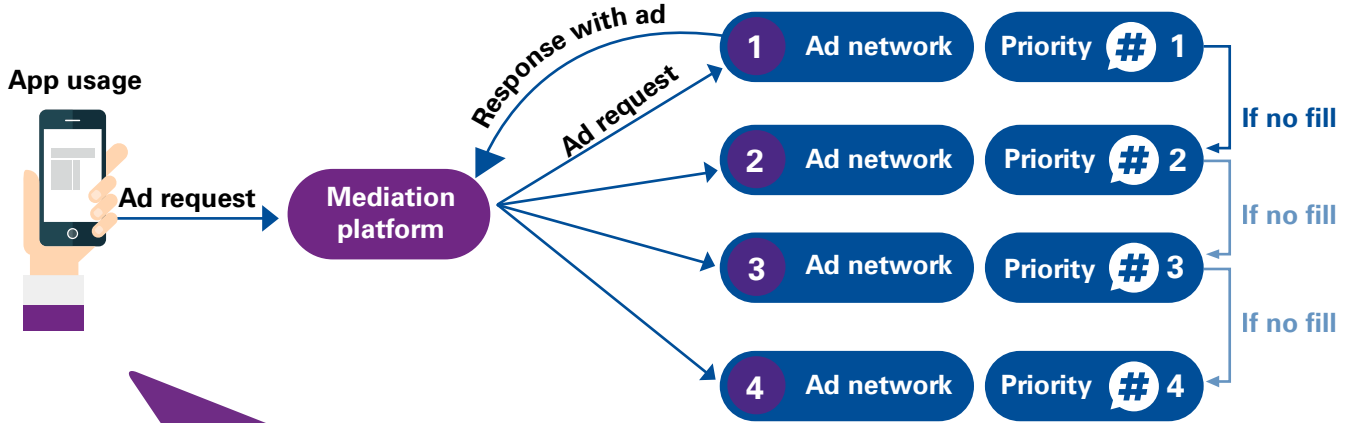 App usage
Ad request
Mediation
platform
Response with ad
Ad request
1 Ad network Priority # 1
If no fill
2 Ad network Priority # 2
If no fill
3 Ad network Priority # 3
If no fill
4 Ad network Priority # 4